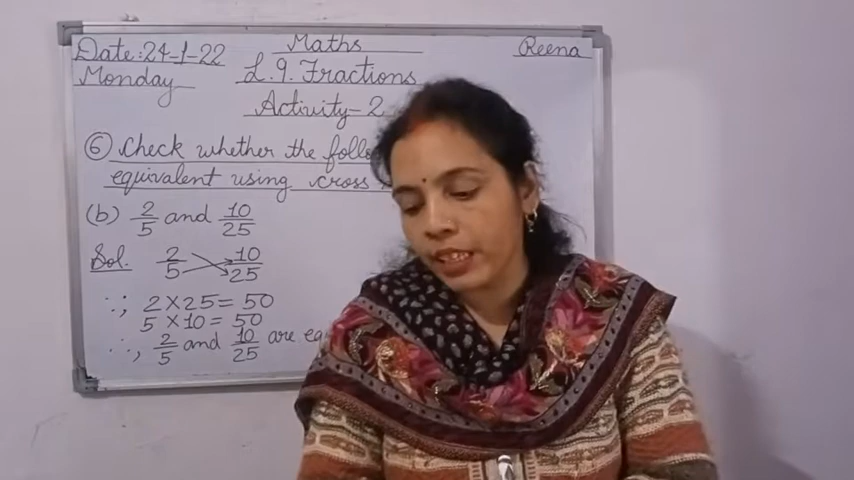 Date:24-1-22 Maths Reena
Monday L.9. Fractions
Activity-2
6 Check whether the
equivalent using cross
(b) 2/5 and 10/25
Sol. 2/5 10/25
∵, 2×25=50
5×10=50
∴, 2/5 and 10/25 are